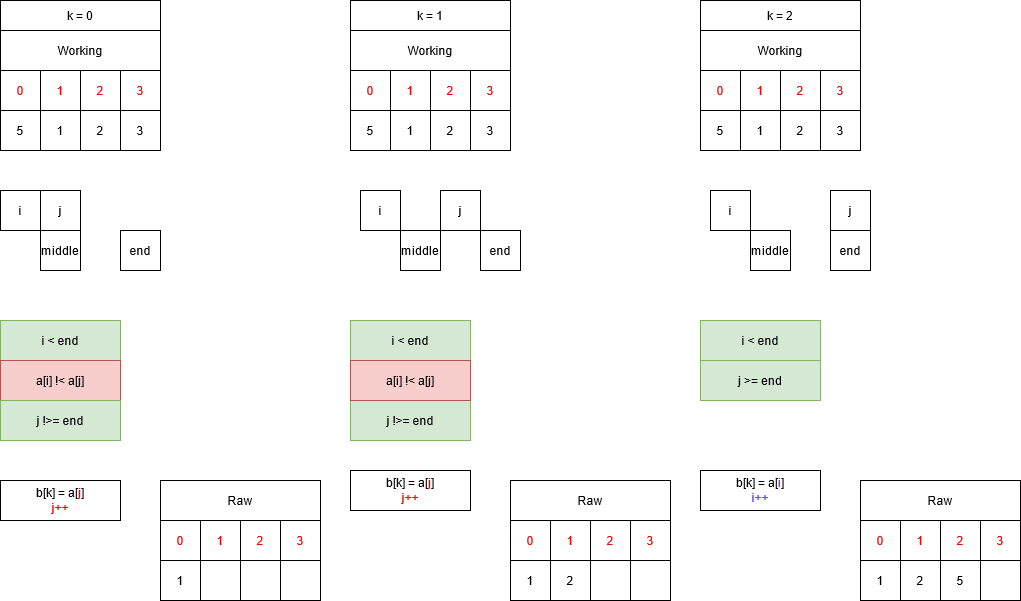 k = 0
Working
0 1 2 3
5 1 2 3
i j
middle end
i < end
a[i] !< a[j]
j !>= end
b[k] = a[j]
j++
Raw
0 1 2 3
1
k = 1
Working
0 1 2 3
5 1 2 3
i j
middle end
i < end
a[i] !< a[j]
j !>= end
b[k] = a[j]
j++
Raw
0 1 2 3
1 2
k = 2
Working
0 1 2 3
5 1 2 3
i j
middle end
i < end
j >= end
b[k] = a[i]
i++
Raw
0 1 2 3
1 2 5